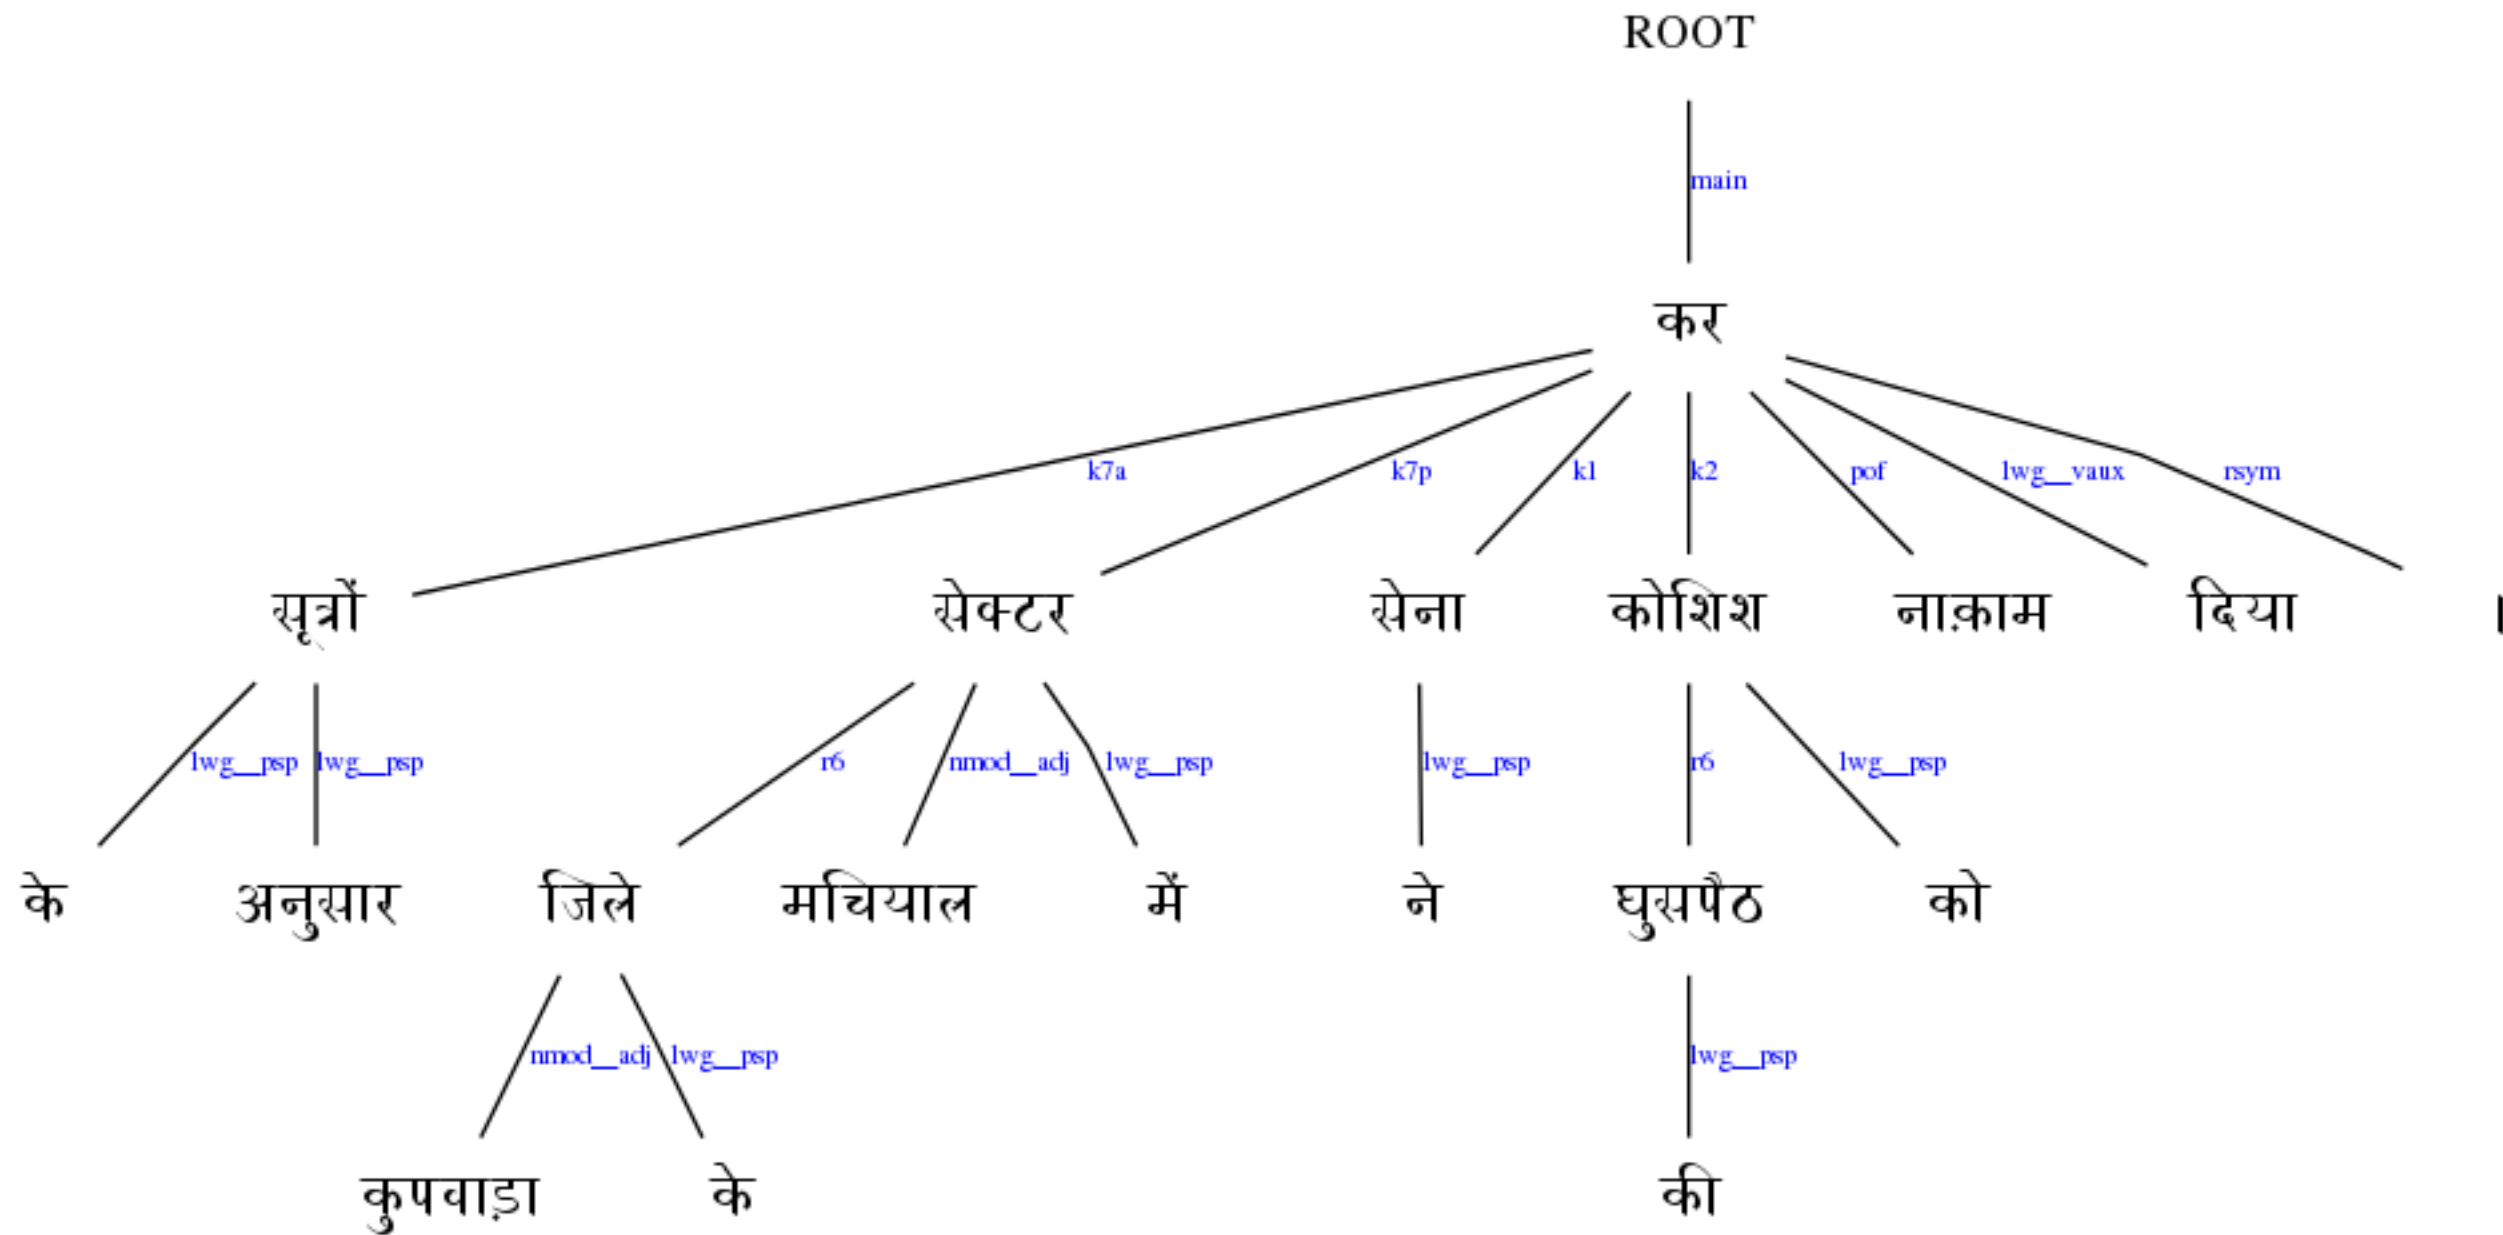 ROOT
main
कर
k7a k7p k1 k2 pof lwg__vaux rsym
सूत्रों सेक्टर सेना कोशिश नाक़ाम दिया ।
lwg__psp lwg__psp r6 nmod__adj lwg__psp lwg__psp r6 lwg__psp
के अनुसार जिले मचियाल में ने घुसपैठ को
nmod__adj lwg__psp lwg__psp
कुपवाड़ा के की